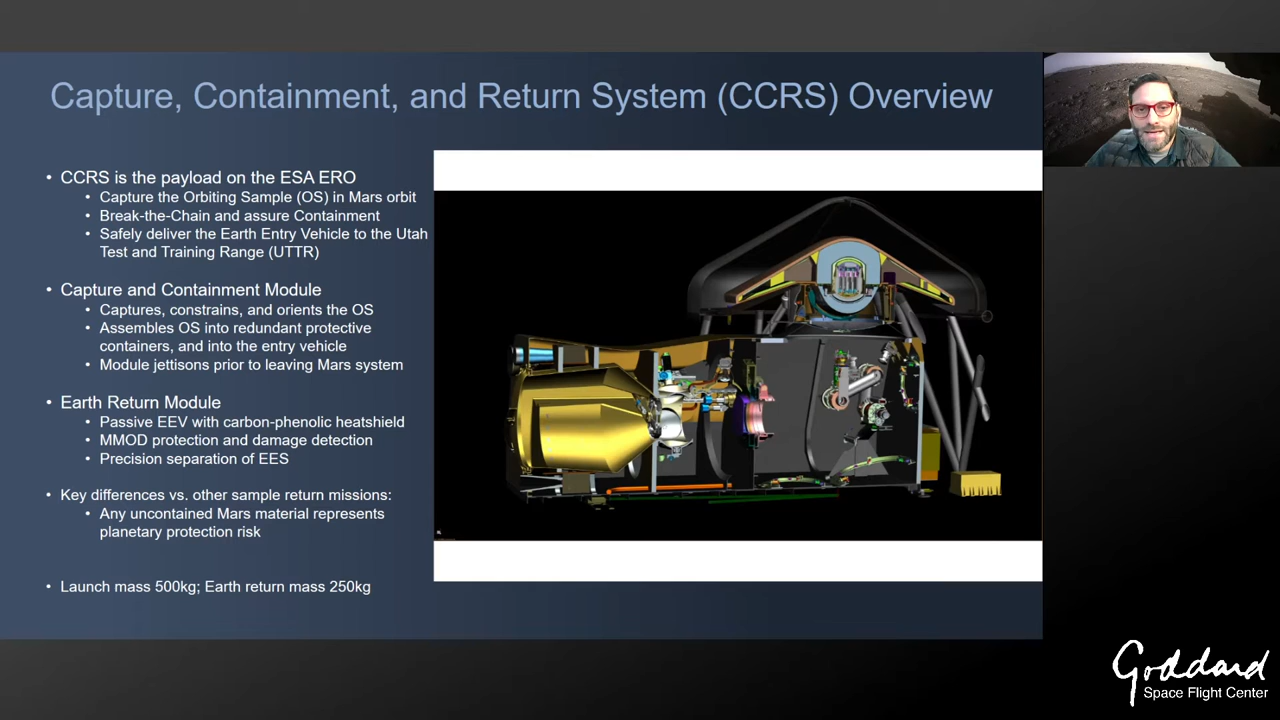 Capture, Containment, and Return System (CCRS) Overview
• CCRS is the payload on the ESA ERO
• Capture the Orbiting Sample (OS) in Mars orbit
• Break-the-Chain and assure Containment
• Safely deliver the Earth Entry Vehicle to the Utah
Test and Training Range (UTTR)
• Capture and Containment Module
• Captures, constrains, and orients the OS
• Assembles OS into redundant protective
containers, and into the entry vehicle
• Module jettisons prior to leaving Mars system
• Earth Return Module
• Passive EEV with carbon-phenolic heatshield
• MMOD protection and damage detection
• Precision separation of EES
• Key differences vs. other sample return missions:
• Any uncontained Mars material represents
planetary protection risk
• Launch mass 500kg; Earth return mass 250kg
Goddard
Space Flight Center